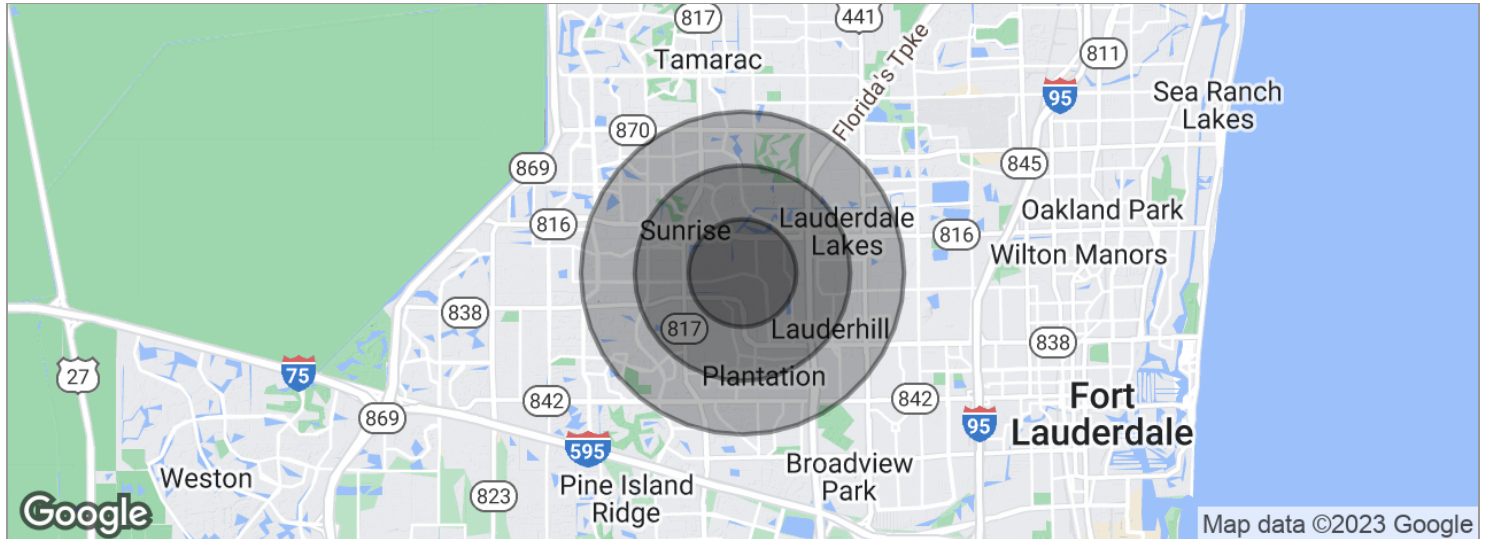 817
441
Tamarac
Florida's Tpke
811
95
Sea Ranch
Lakes
870
869
845
816
Sunrise
Lauderdale
Lakes
Oakland Park
816
Wilton Manors
838
817
Lauderhill
838
27
75
Plantation
842
842
869
Fort
Lauderdale
95
595
Weston
Broadview
Park
823
Pine Island
Ridge
Google
Map data ©2023 Google